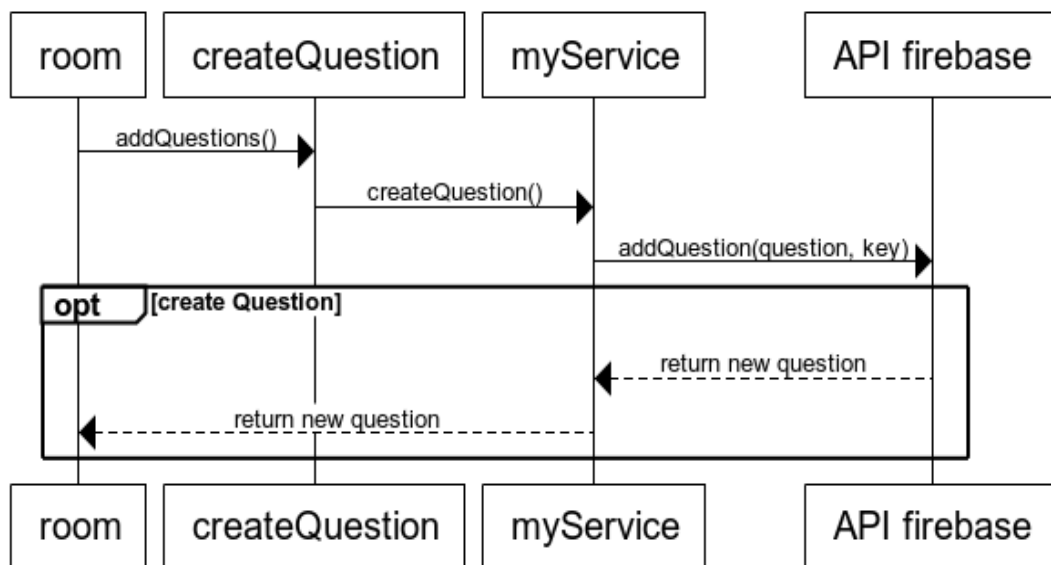 room createQuestion myService API firebase
addQuestions()
createQuestion()
addQuestion(question, key)
opt [create Question]
return new question
return new question
room createQuestion myService API firebase